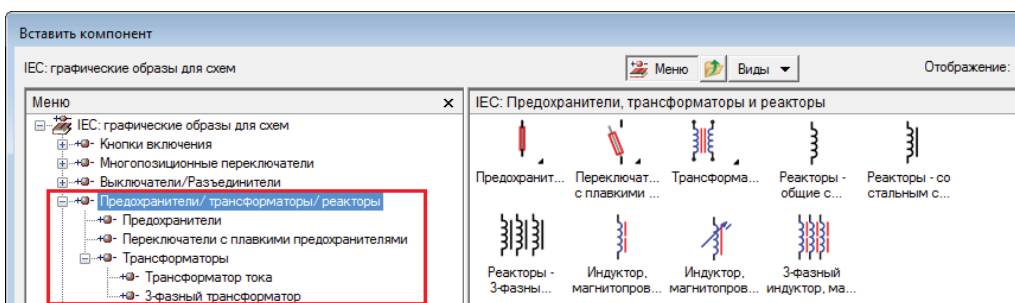 Вставить компонент
IEC: графические образы для схем
Меню
Виды
Отображение:
Меню
IEC: графические образы для схем
Кнопки включения
Многопозиционные переключатели
Выключатели/Разъединители
Предохранители/ трансформаторы/ реакторы
Предохранители
Переключатели с плавкими предохранителями
Трансформаторы
Трансформатор тока
3-фазный трансформатор
IEC: Предохранители, трансформаторы и реакторы
Предохранит...
Переключат...
с плавкими ...
Трансформа...
Реакторы -
общие с...
Реакторы - со
стальным с...
Реакторы -
3-фазны...
Индуктор,
магнитопров...
Индуктор,
магнитопров...
3-фазный
индуктор, ма...